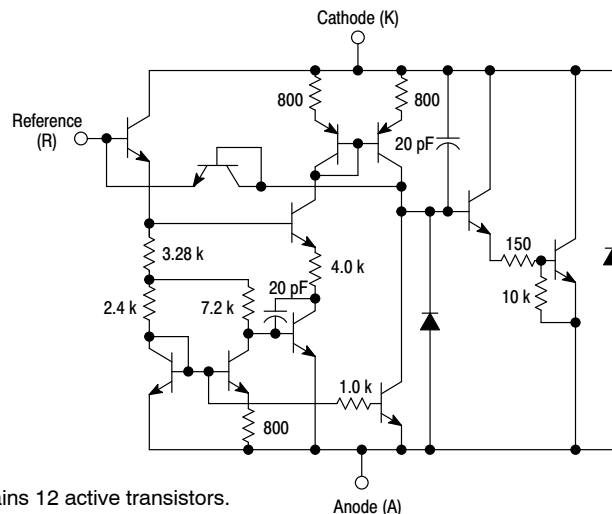 Cathode (K)
800
800
Reference
(R)
20 pF
3.28 k
150
4.0 k
20 pF
2.4 k
7.2 k
10 k
1.0 k
800
ains 12 active transistors.
Anode (A)